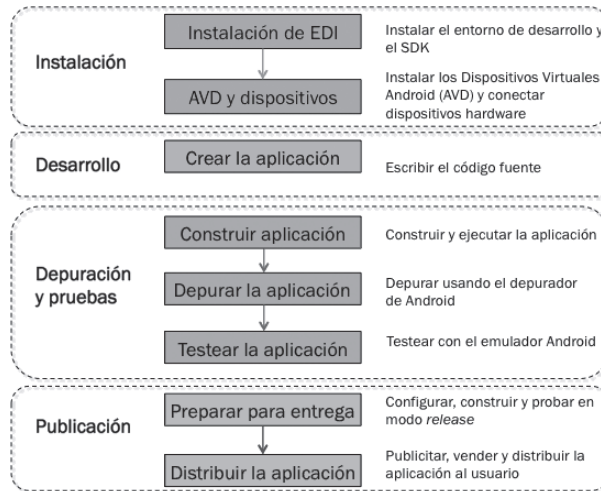 Instalación
Instalación de EDI
Instalar el entorno de desarrollo y
el SDK
AVD y dispositivos
Instalar los Dispositivos Virtuales
Android (AVD) y conectar
dispositivos hardware
Desarrollo
Crear la aplicación
Escribir el código fuente
Depuración
y pruebas
Construir aplicación
Construir y ejecutar la aplicación
Depurar la aplicación
Depurar usando el depurador
de Android
Testear la aplicación
Testear con el emulador Android
Publicación
Preparar para entrega
Configurar, construir y probar en
modo release
Distribuir la aplicación
Publicitar, vender y distribuir la
aplicación al usuario